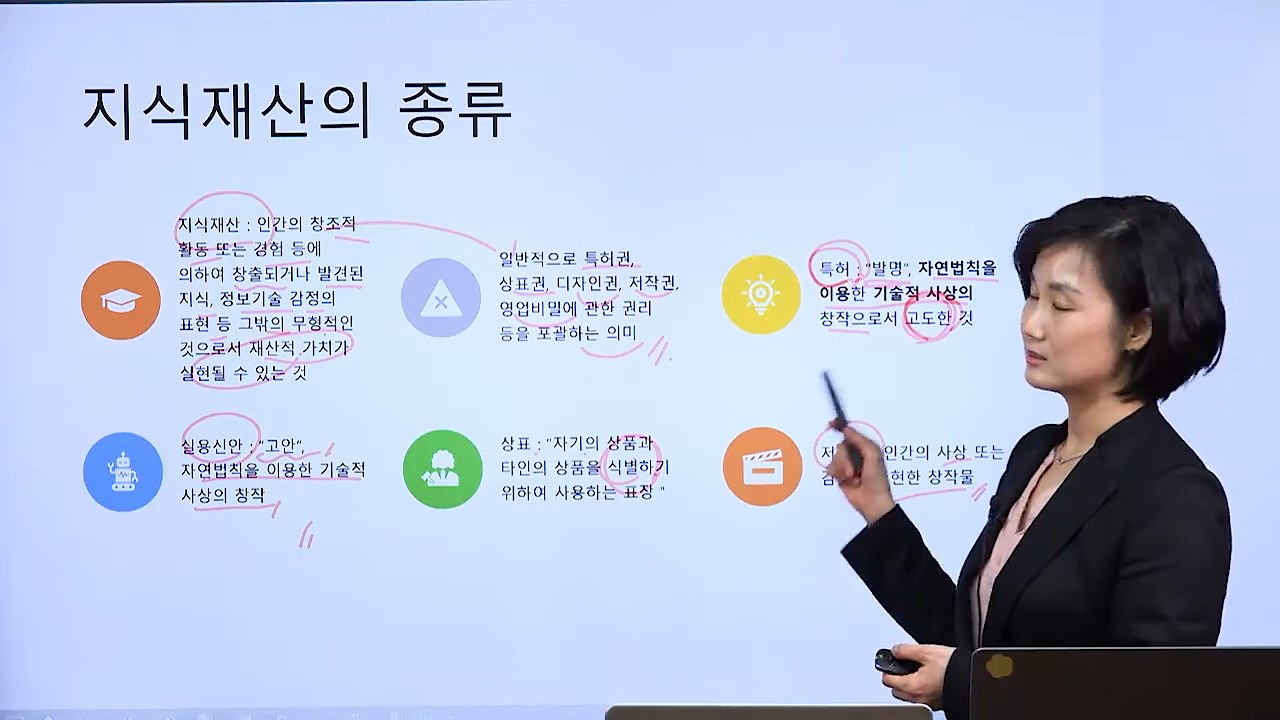 지식재산의 종류
지식재산 : 인간의 창조적
활동 또는 경험 등에
의하여 창출되거나 발견된
지식, 정보기술 감정의
표현 등 그밖의 무형적인
것으로서 재산적 가치가
실현될 수 있는 것
일반적으로 특허권,
상표권, 디자인권, 저작권,
영업비밀에 관한 권리
등을 포괄하는 의미
특허 : "발명", 자연법칙을
이용한 기술적 사상의
창작으로서 고도한 것
실용신안 : "고안",
자연법칙을 이용한 기술적
사상의 창작
상표 : "자기의 상품과
타인의 상품을 식별하기
위하여 사용하는 표장 "
인간의 사상 또는
창작물